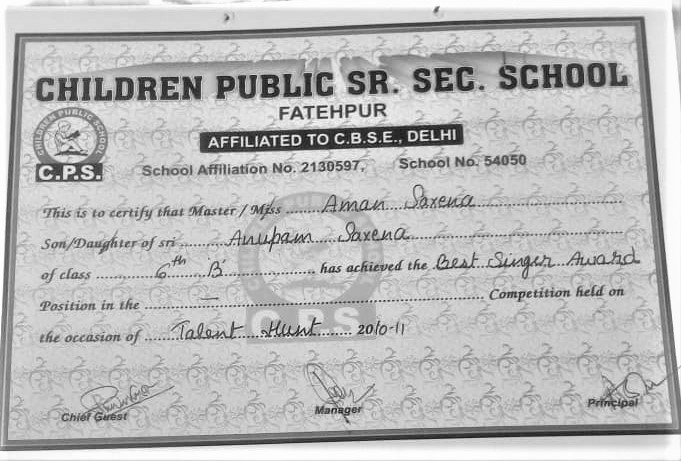 CHILDREN PUBLIC SR. SEC. SCHOOL
FATEHPUR
AFFILIATED TO C.B.S.E., DELHI
CHILDREN PUBLIC SCHOOL
C.P.S.
School Affiliation No. 2130597, School No. 54050
This is to certify that Master / Miss Aman Saxena
Son/Daughter of sri Anupam Saxena
of class 6th 'B' has achieved the Best Singer Award
Position in the — Competition held on
the occasion of Talent Hunt 2010-11
C.P.S
Chief Guest Manager Principal